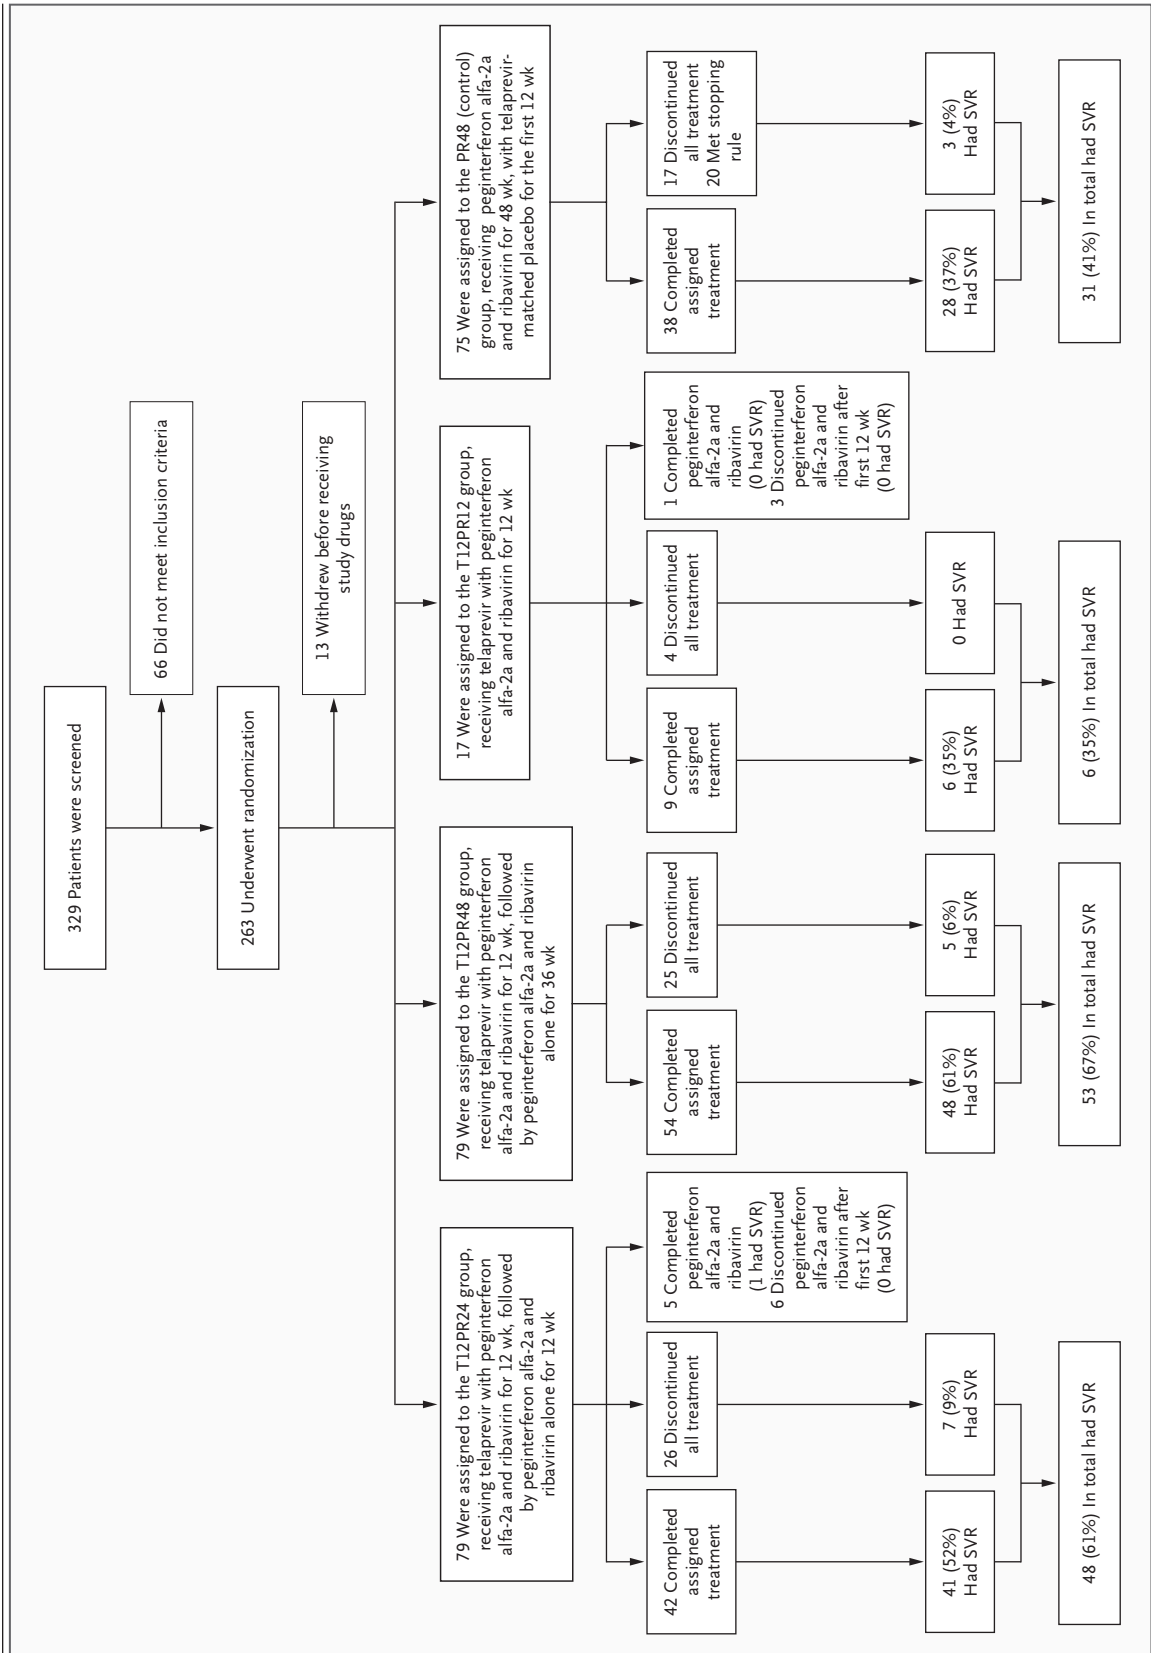 329 Patients were screened
66 Did not meet inclusion criteria
263 Underwent randomization
13 Withdrew before receiving
study drugs
79 Were assigned to the T12PR24 group,
receiving telaprevir with peginterferon
alfa-2a and ribavirin for 12 wk, followed
by peginterferon alfa-2a and
ribavirin alone for 12 wk
79 Were assigned to the T12PR48 group,
receiving telaprevir with peginterferon
alfa-2a and ribavirin for 12 wk, followed
by peginterferon alfa-2a and ribavirin
alone for 36 wk
17 Were assigned to the T12PR12 group,
receiving telaprevir with peginterferon
alfa-2a and ribavirin for 12 wk
75 Were assigned to the PR48 (control)
group, receiving peginterferon alfa-2a
and ribavirin for 48 wk, with telaprevir-
matched placebo for the first 12 wk
42 Completed
assigned
treatment
26 Discontinued
all treatment
5 Completed
peginterferon
alfa-2a and
ribavirin
(1 had SVR)
6 Discontinued
peginterferon
alfa-2a and
ribavirin after
first 12 wk
(0 had SVR)
54 Completed
assigned
treatment
25 Discontinued
all treatment
9 Completed
assigned
treatment
4 Discontinued
all treatment
1 Completed
peginterferon
alfa-2a and
ribavirin
(0 had SVR)
3 Discontinued
peginterferon
alfa-2a and
ribavirin after
first 12 wk
(0 had SVR)
38 Completed
assigned
treatment
17 Discontinued
all treatment
20 Met stopping
rule
41 (52%)
Had SVR
7 (9%)
Had SVR
48 (61%)
Had SVR
5 (6%)
Had SVR
6 (35%)
Had SVR
0 Had SVR
28 (37%)
Had SVR
3 (4%)
Had SVR
48 (61%) In total had SVR
53 (67%) In total had SVR
6 (35%) In total had SVR
31 (41%) In total had SVR